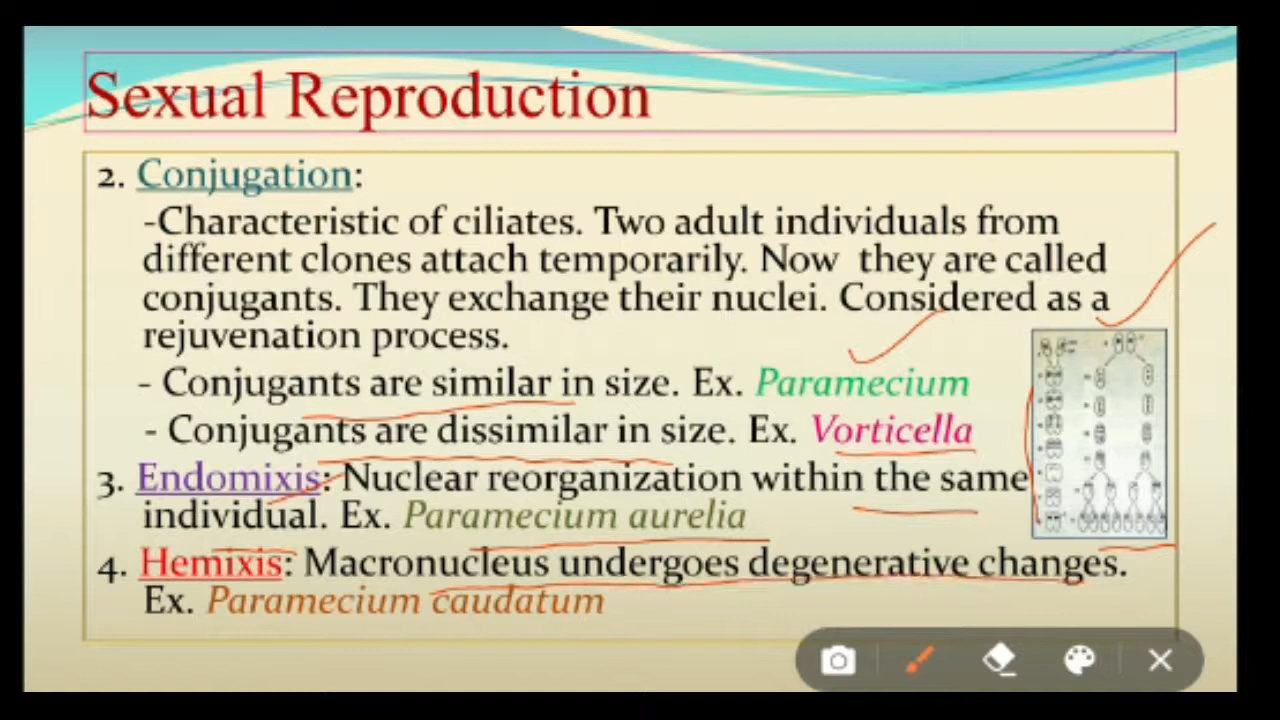 Sexual Reproduction
2. Conjugation:
-Characteristic of ciliates. Two adult individuals from
different clones attach temporarily. Now they are called
conjugants. They exchange their nuclei. Considered as a
rejuvenation process.
- Conjugants are similar in size. Ex. Paramecium
- Conjugants are dissimilar in size. Ex. Vorticella
3. Endomixis: Nuclear reorganization within the same
individual. Ex. Paramecium aurelia
4. Hemixis: Macronucleus undergoes degenerative changes.
Ex. Paramecium caudatum